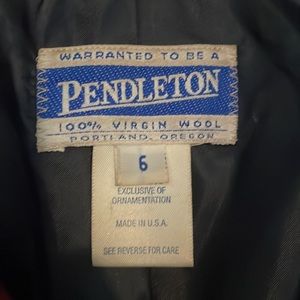 WARRANTED TO BE A
PENDLETON
100% VIRGIN WOOL
PORTLAND, OREGON
6
EXCLUSIVE OF
ORNAMENTATION
MADE IN U.S.A.
SEE REVERSE FOR CARE